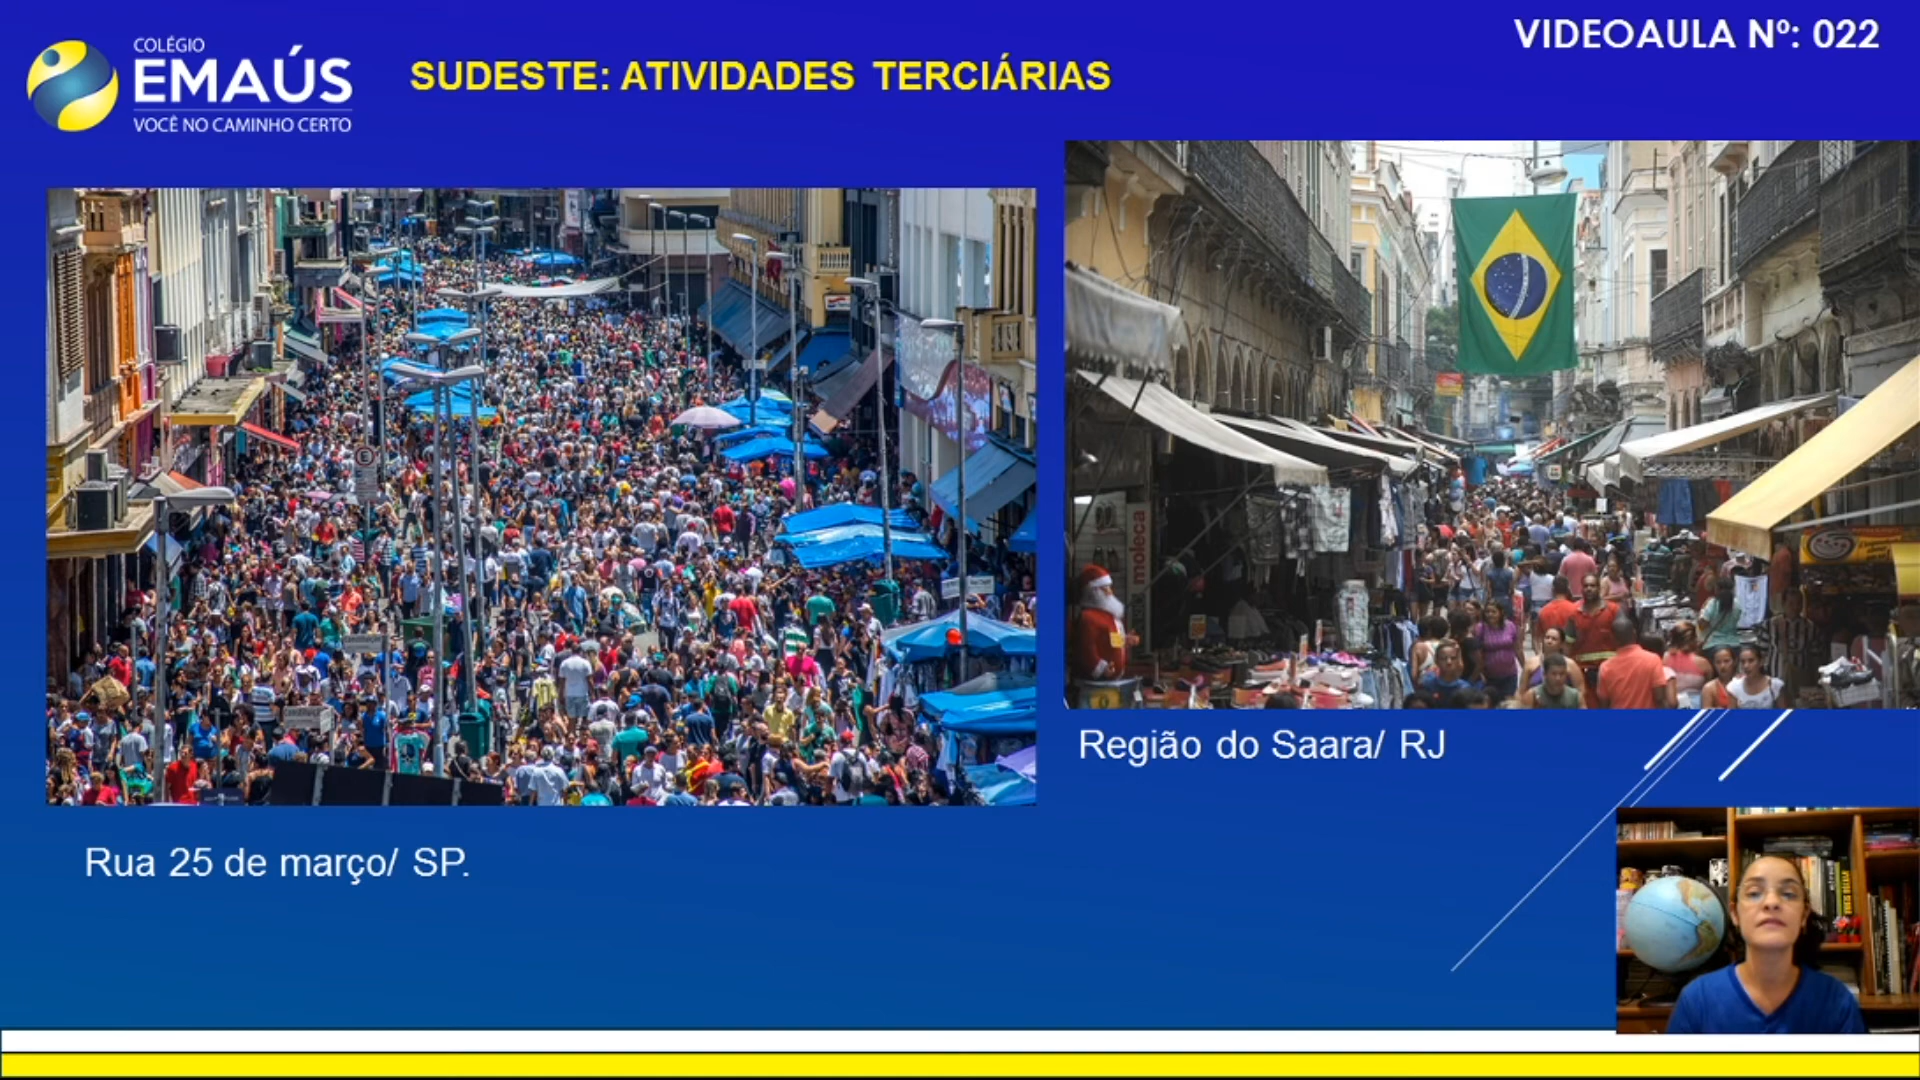 COLÉGIO
EMAÚS
VOCÊ NO CAMINHO CERTO
SUDESTE: ATIVIDADES TERCIÁRIAS
VIDEOAULA Nº: 022
moleca
Região do Saara/ RJ
Rua 25 de março/ SP.